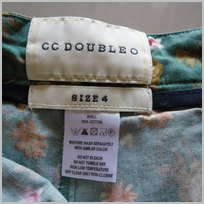 CC DOUBLE O
SIZE 4
SHELL
100% COTTON
MACHINE WASH SEPARATELY
WITH SIMILAR COLOR
DO NOT BLEACH
DO NOT TUMBLE DRY